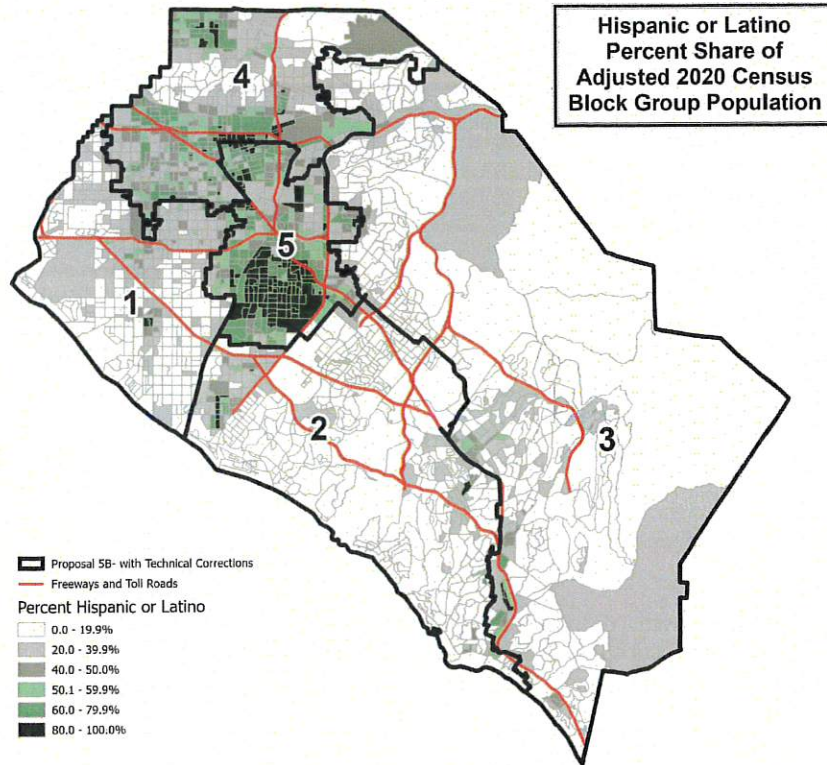 Hispanic or Latino
Percent Share of
Adjusted 2020 Census
Block Group Population
4
5
1
2
3
Proposal 5B- with Technical Corrections
Freeways and Toll Roads
Percent Hispanic or Latino
0.0 - 19.9%
20.0 - 39.9%
40.0 - 50.0%
50.1 - 59.9%
60.0 - 79.9%
80.0 - 100.0%